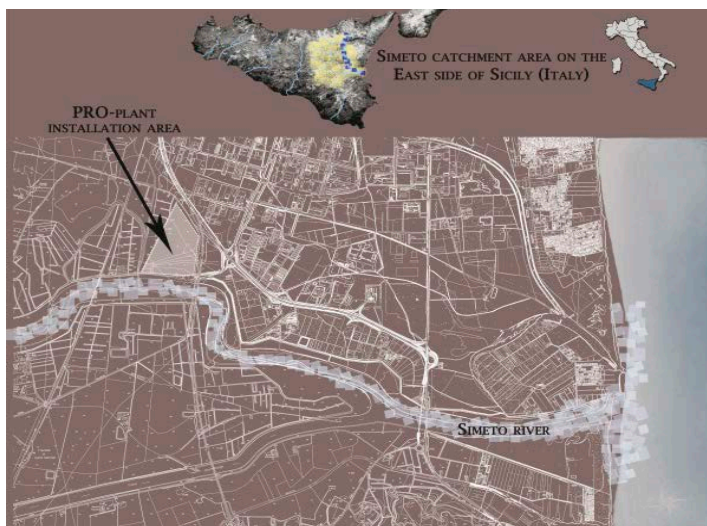 SIMETO CATCHMENT AREA ON THE
EAST SIDE OF SICILY (ITALY)
PRO-PLANT
INSTALLATION AREA
SIMETO RIVER